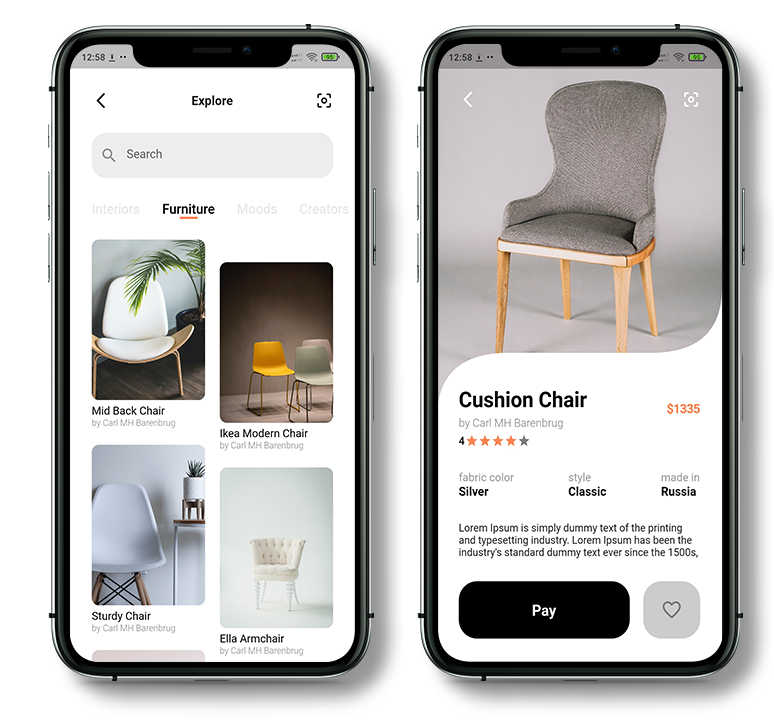 12:58
95
Explore
Search
Interiors Furniture Moods Creators
Mid Back Chair
by Carl MH Barenbrug
Ikea Modern Chair
by Carl MH Barenbrug
Sturdy Chair
by Carl MH Barenbrug
Ella Armchair
by Carl MH Barenbrug
12:58
95
Cushion Chair
$1335
by Carl MH Barenbrug
4
fabric color style made in
Silver Classic Russia
Lorem Ipsum is simply dummy text of the printing
and typesetting industry. Lorem Ipsum has been the
industry's standard dummy text ever since the 1500s,
Pay